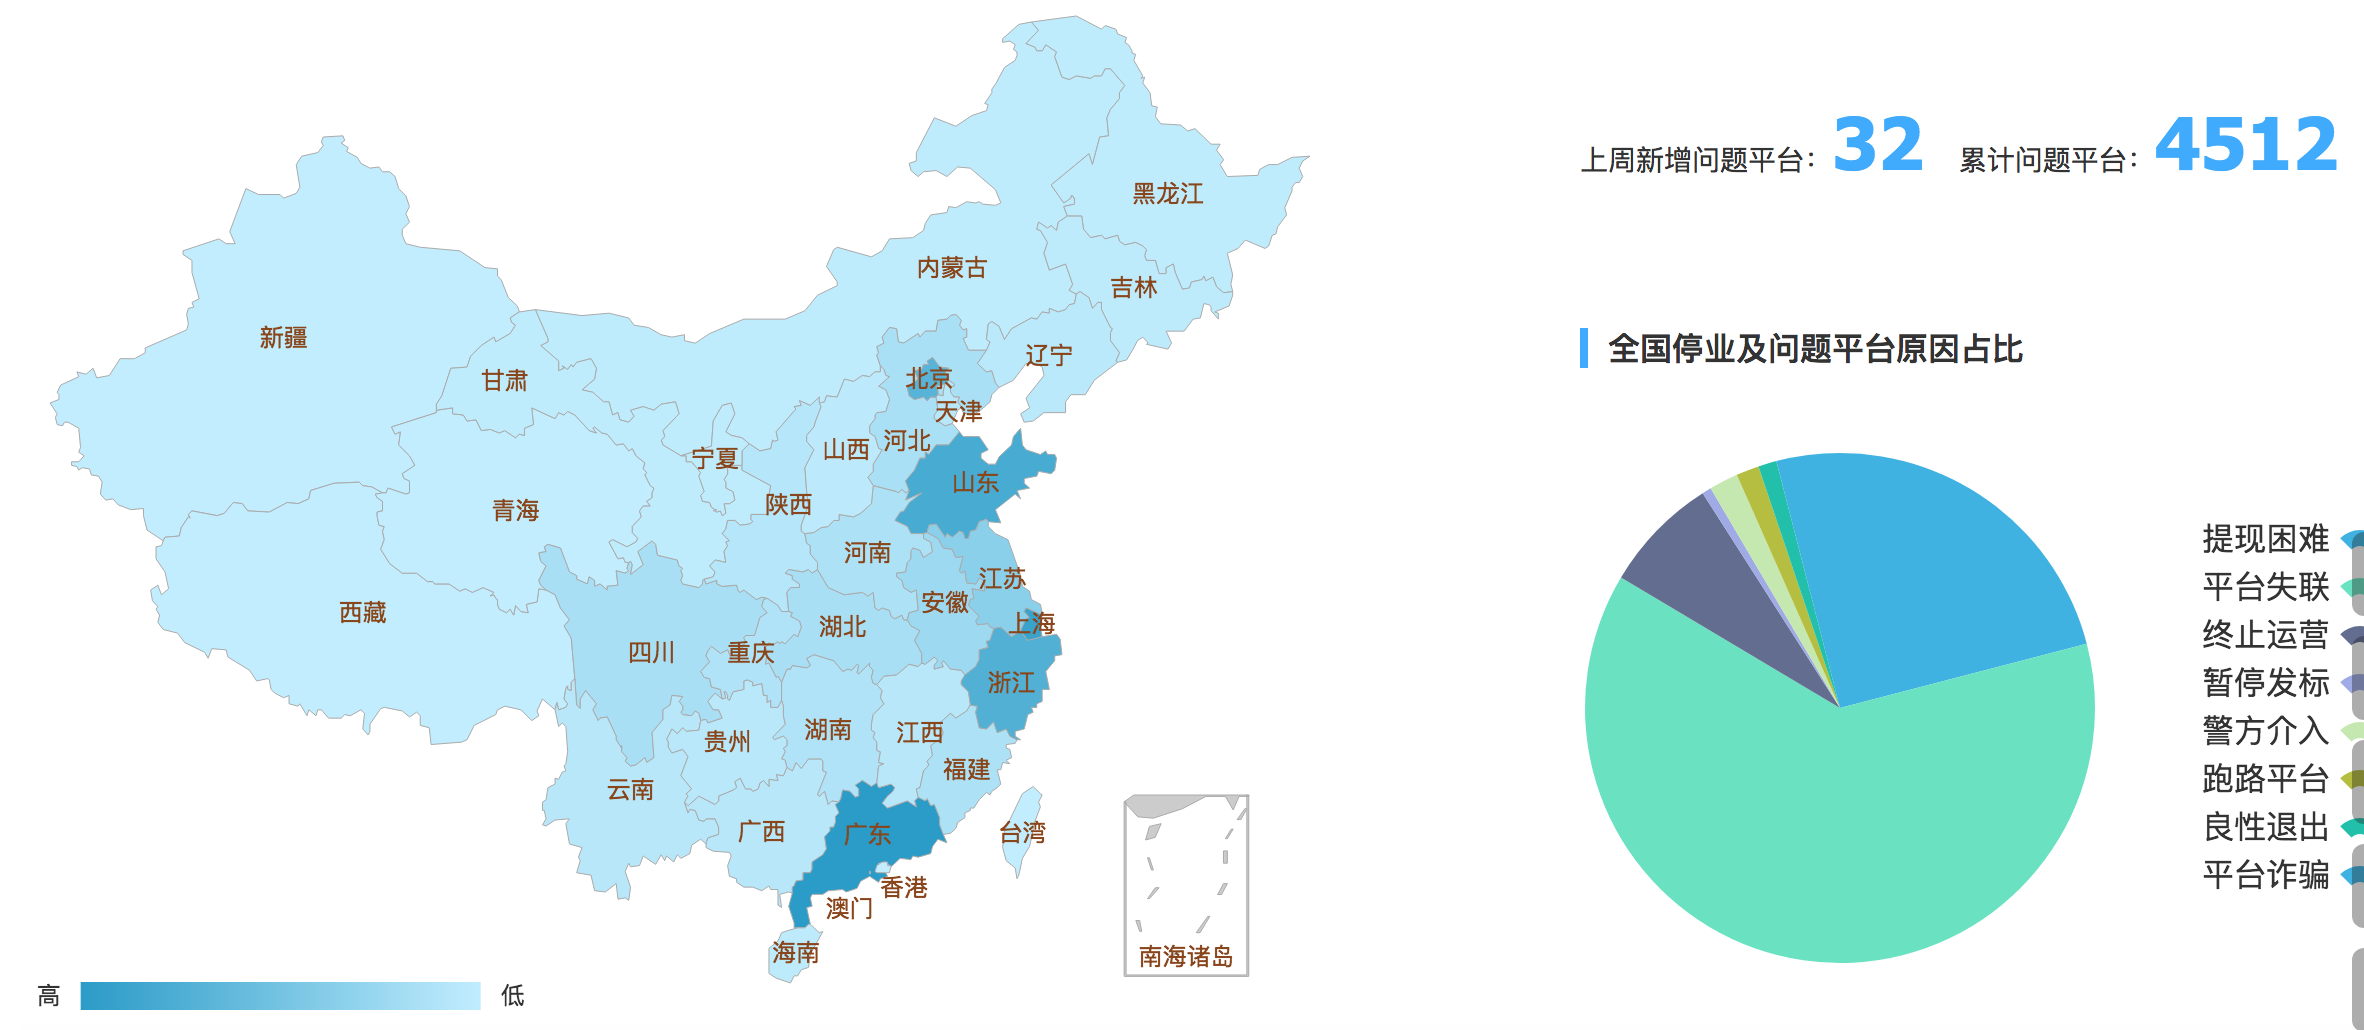 黑龙江
内蒙古
吉林
新疆
辽宁
甘肃
北京
天津
河北
山西
宁夏
山东
陕西
青海
河南
江苏
安徽
西藏
上海
湖北
四川
重庆
浙江
湖南
江西
贵州
福建
云南
广西
广东
台湾
香港
澳门
海南
南海诸岛
高
低
上周新增问题平台：32 累计问题平台：4512
全国停业及问题平台原因占比
提现困难
平台失联
终止运营
暂停发标
警方介入
跑路平台
良性退出
平台诈骗